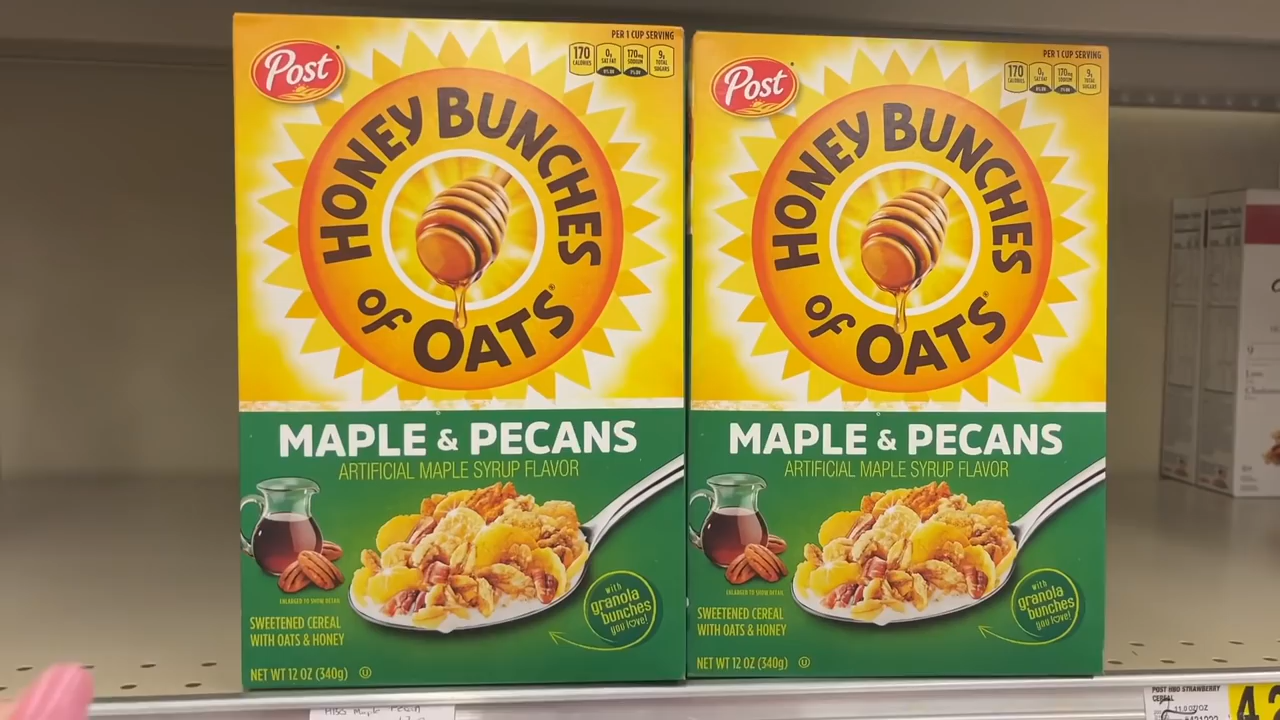 Post
PER 1 CUP SERVING
170 CALORIES
0g SAT FAT
170mg SODIUM
9g TOTAL SUGARS
HONEY BUNCHES
of OATS®
MAPLE & PECANS
ARTIFICIAL MAPLE SYRUP FLAVOR
ENLARGED TO SHOW DETAIL
with
granola
bunches
you love!
SWEETENED CEREAL
WITH OATS & HONEY
NET WT 12 OZ (340g)
Post
PER 1 CUP SERVING
170 CALORIES
0g SAT FAT
170mg SODIUM
9g TOTAL SUGARS
HONEY BUNCHES
of OATS®
MAPLE & PECANS
ARTIFICIAL MAPLE SYRUP FLAVOR
ENLARGED TO SHOW DETAIL
with
granola
bunches
you love!
SWEETENED CEREAL
WITH OATS & HONEY
NET WT 12 OZ (340g)
POST HBO STRAWBERRY
CEREAL